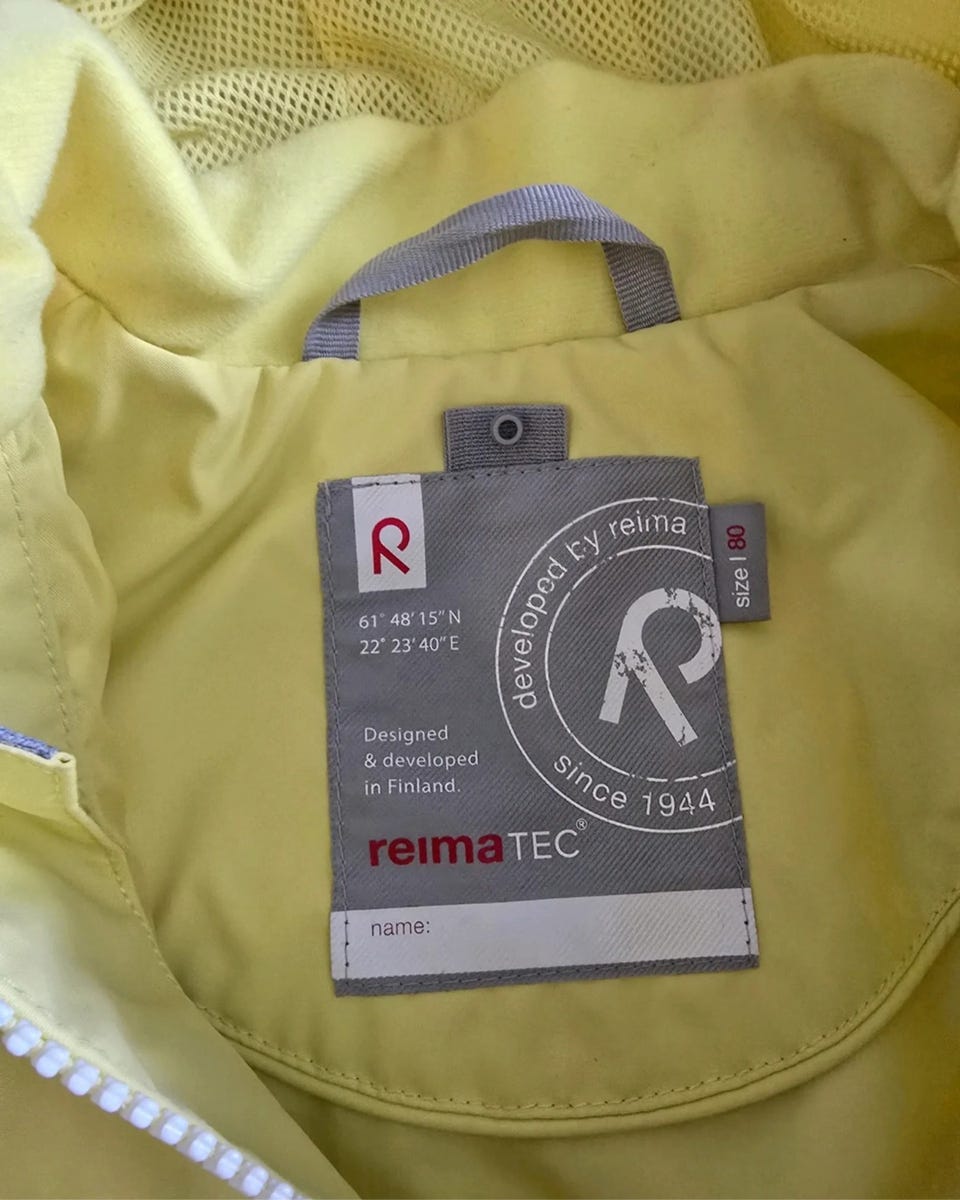 R
61° 48' 15" N
22° 23' 40" E
developed by reima
since 1944
size | 80
Designed
& developed
in Finland.
reimaTEC®
name: